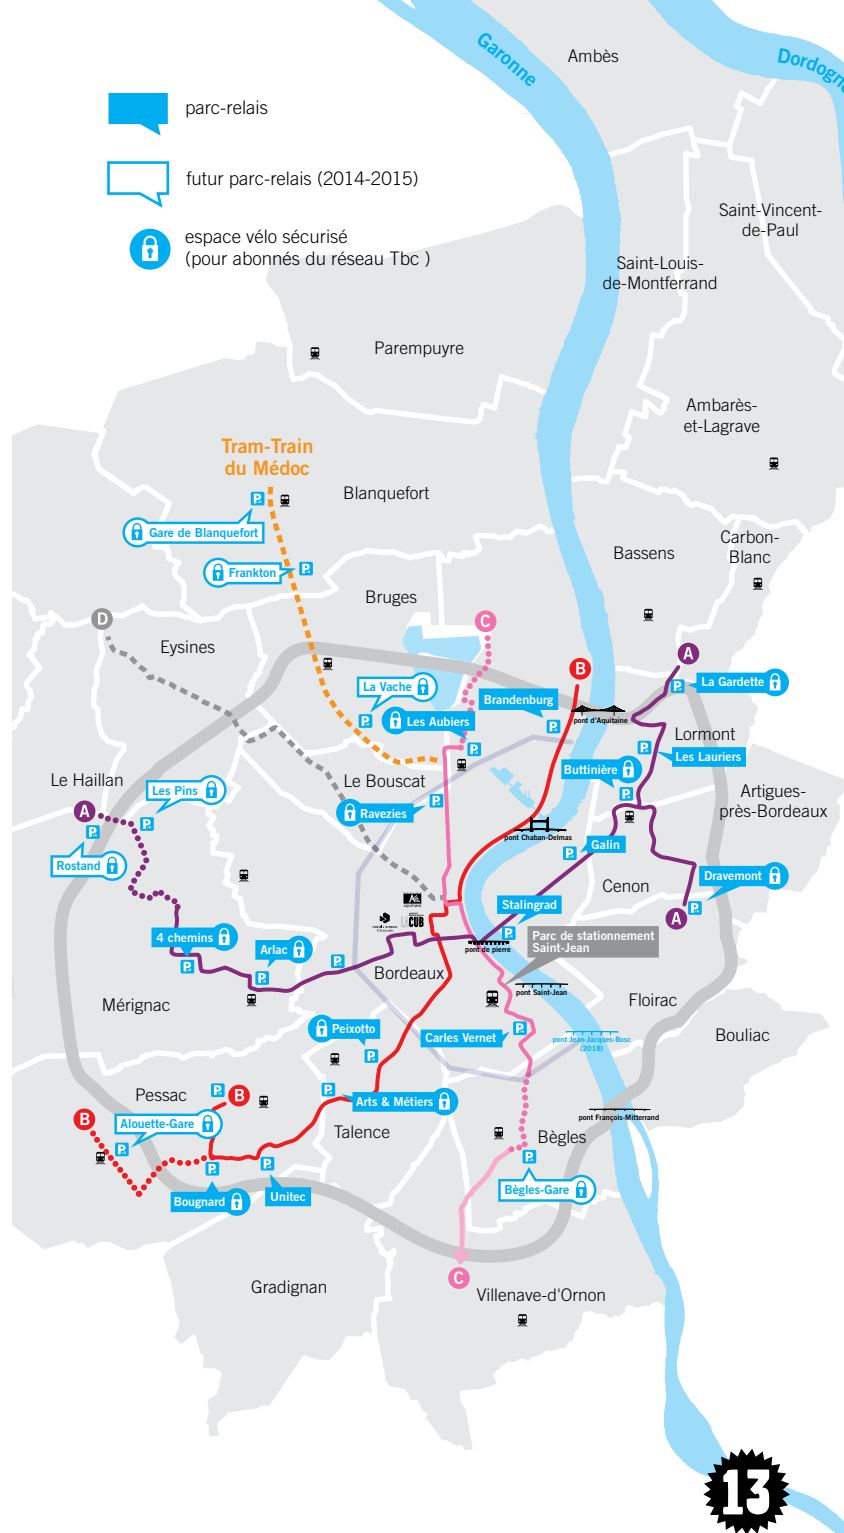 Garonne
Ambès
Dordogne
parc-relais
futur parc-relais (2014-2015)
espace vélo sécurisé
(pour abonnés du réseau Tbc )
Saint-Vincent-
de-Paul
Saint-Louis-
de-Montferrand
Parempuyre
Ambarès-
et-Lagrave
Tram-Train
du Médoc
Blanquefort
Gare de Blanquefort
Frankton
Bassens
Carbon-
Blanc
Bruges
D
C
Eysines
A
B
La Vache
La Gardette
Brandenburg
Les Aubiers
pont d'Aquitaine
Lormont
Les Lauriers
Le Haillan
Les Pins
Le Bouscat
Buttinière
Artigues-
près-Bordeaux
A
Ravezies
Rostand
pont Chaban-Delmas
Galin
Cenon
Dravemont
Stalingrad
A
CUB
4 chemins
Arlac
pont de pierre
Parc de stationnement
Saint-Jean
Bordeaux
pont Saint-Jean
Mérignac
Floirac
Peixotto
Carles Vernet
pont Jean-Jacques-Bosc
(2018)
Bouliac
Pessac
B
Arts & Métiers
B
Alouette-Gare
Talence
pont François-Mitterrand
Bègles
Bougnard
Unitec
Bègles-Gare
C
Gradignan
Villenave-d'Ornon
13